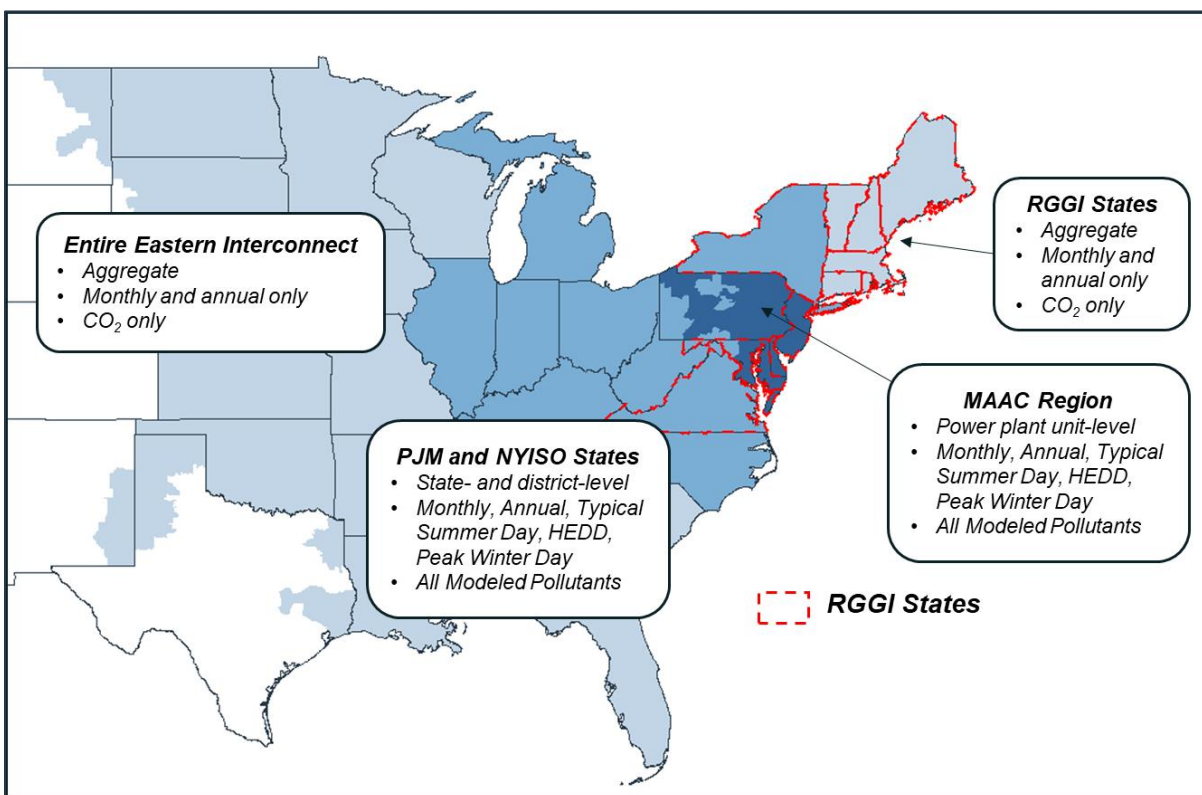 Entire Eastern Interconnect
• Aggregate
• Monthly and annual only
• CO₂ only
RGGI States
• Aggregate
• Monthly and
annual only
• CO₂ only
PJM and NYISO States
• State- and district-level
• Monthly, Annual, Typical
Summer Day, HEDD,
Peak Winter Day
• All Modeled Pollutants
MAAC Region
• Power plant unit-level
• Monthly, Annual, Typical
Summer Day, HEDD,
Peak Winter Day
• All Modeled Pollutants
RGGI States